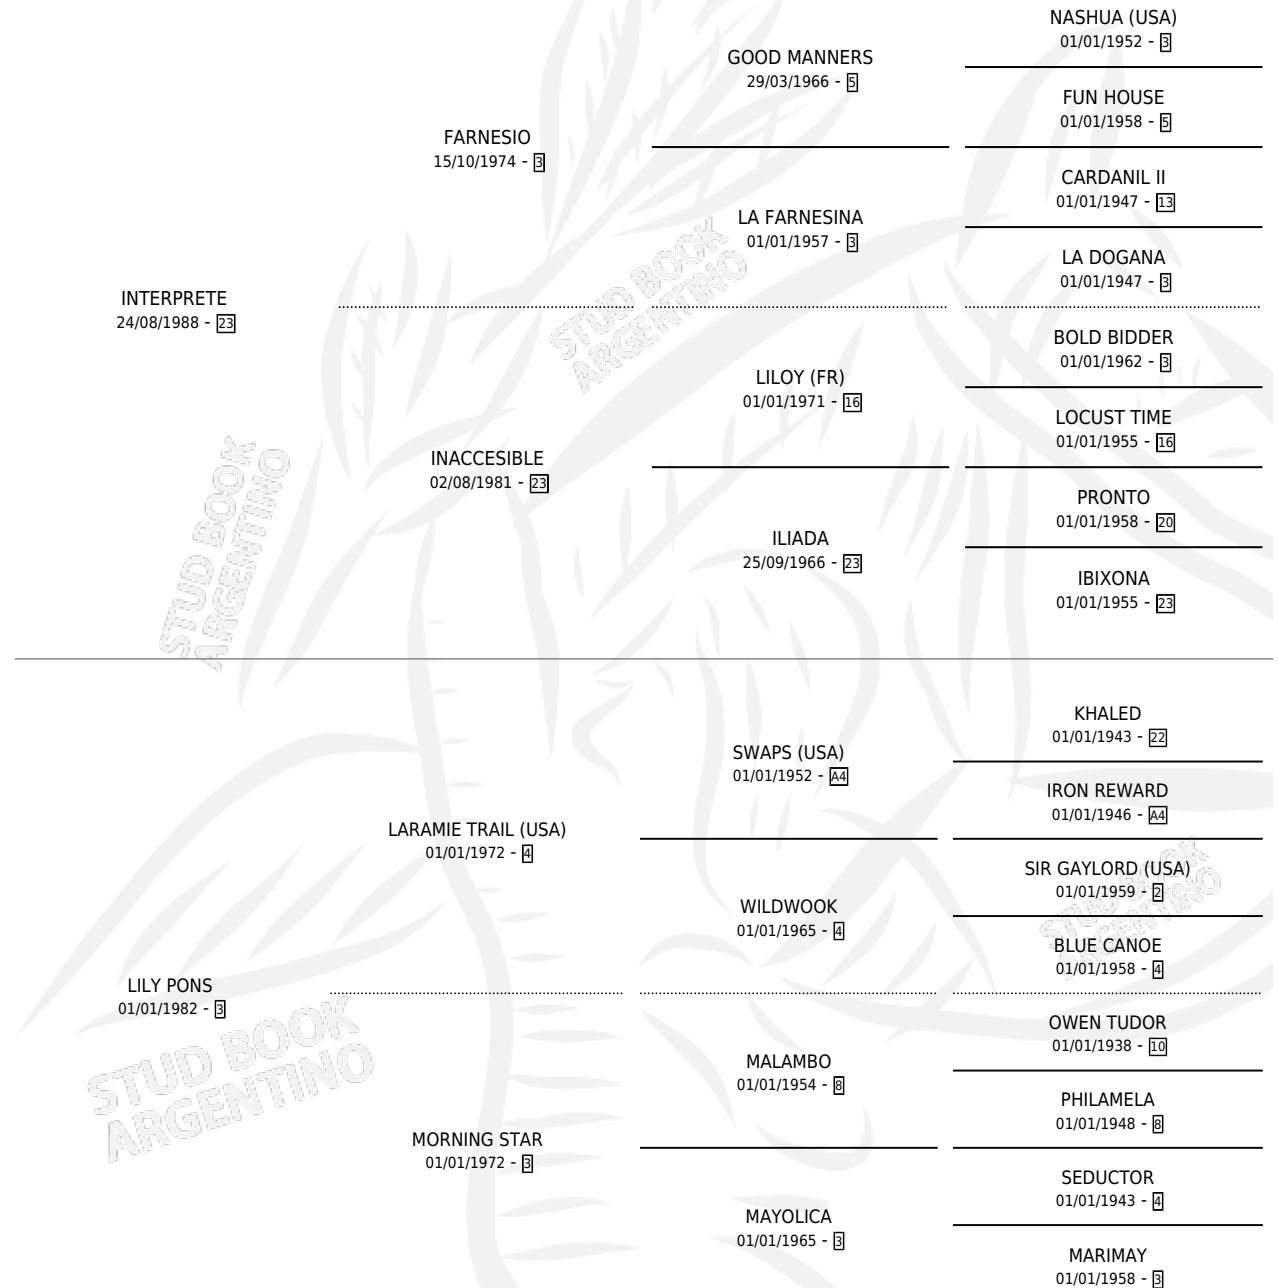 NASHUA (USA)
01/01/1952 - 3
GOOD MANNERS
29/03/1966 - 5
FUN HOUSE
01/01/1958 - 5
FARNESIO
15/10/1974 - 3
CARDANIL II
01/01/1947 - 13
LA FARNESINA
01/01/1957 - 3
LA DOGANA
01/01/1947 - 3
INTERPRETE
24/08/1988 - 23
STUD BOOK
ARGENTINO
BOLD BIDDER
01/01/1962 - 3
LILOY (FR)
01/01/1971 - 16
LOCUST TIME
01/01/1955 - 16
INACCESIBLE
02/08/1981 - 23
PRONTO
01/01/1958 - 20
ILIADA
25/09/1966 - 23
IBIXONA
01/01/1955 - 23
STUD BOOK
ARGENTINO
KHALED
01/01/1943 - 22
SWAPS (USA)
01/01/1952 - A4
IRON REWARD
01/01/1946 - A4
LARAMIE TRAIL (USA)
01/01/1972 - 4
SIR GAYLORD (USA)
01/01/1959 - 2
STUD BOOK
ARGENTINO
WILDWOOK
01/01/1965 - 4
BLUE CANOE
01/01/1958 - 4
LILY PONS
01/01/1982 - 3
STUD BOOK
ARGENTINO
OWEN TUDOR
01/01/1938 - 10
MALAMBO
01/01/1954 - 8
PHILAMELA
01/01/1948 - 8
MORNING STAR
01/01/1972 - 3
SEDUCTOR
01/01/1943 - 4
MAYOLICA
01/01/1965 - 3
MARIMAY
01/01/1958 - 3